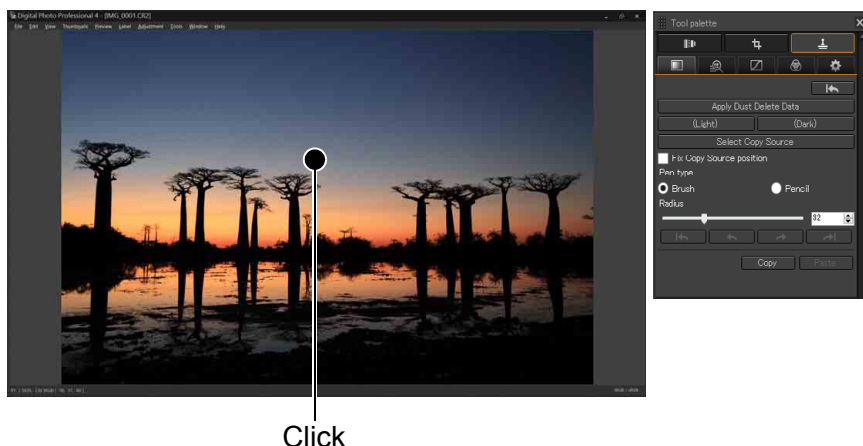 Digital Photo Professional 4 - [IMG_0001.CR2]
File Edit View Thumbnails Preview Label Adjustment Tools Window Help
Tool palette
Apply Dust Delete Data
(Light) (Dark)
Select Copy Source
Fix Copy Source position
Pen type
Brush Pencil
Radius
32
Copy Paste
Click